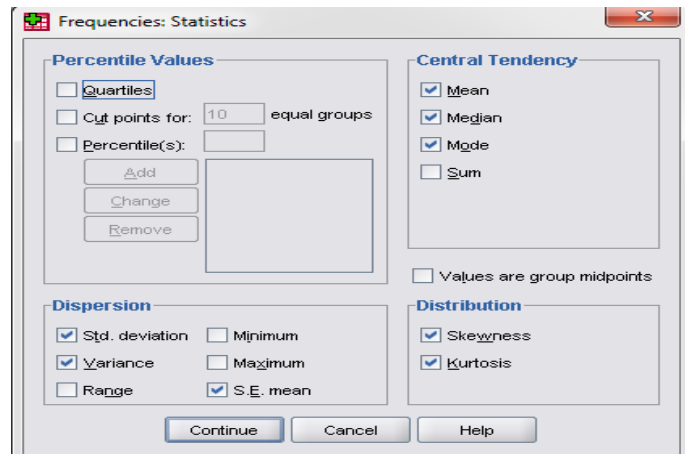 Frequencies: Statistics
Percentile Values
Quartiles
Cut points for: 10 equal groups
Percentile(s):
Add
Change
Remove
Central Tendency
Mean
Median
Mode
Sum
Values are group midpoints
Dispersion
Std. deviation Minimum
Variance Maximum
Range S.E. mean
Distribution
Skewness
Kurtosis
Continue Cancel Help